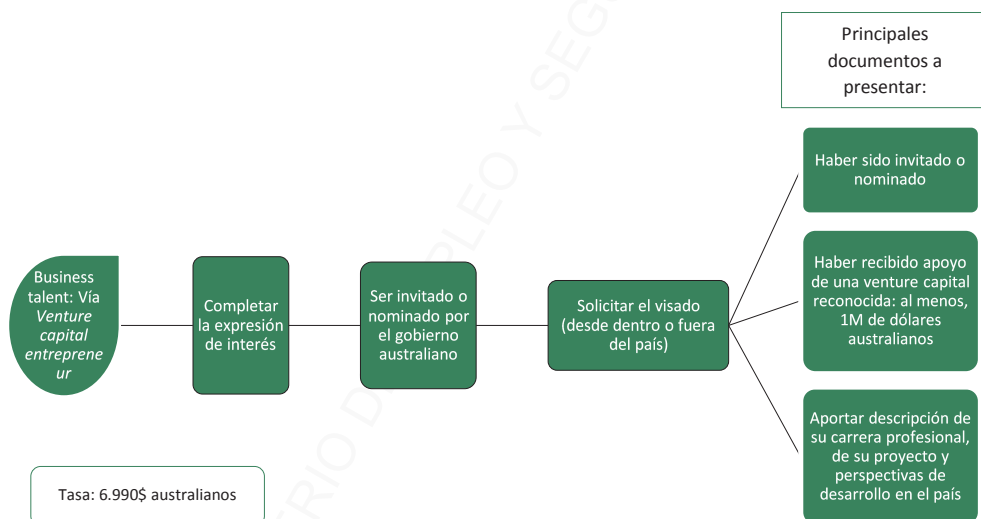 Principales
documentos a
presentar:
Business
talent: Vía
Venture
capital
entreprene
ur
Completar
la expresión
de interés
Ser invitado o
nominado por
el gobierno
australiano
Solicitar el visado
(desde dentro o fuera
del país)
Haber sido invitado o
nominado
Haber recibido apoyo
de una venture capital
reconocida: al menos,
1M de dólares
australianos
Aportar descripción de
su carrera profesional,
de su proyecto y
perspectivas de
desarrollo en el país
Tasa: 6.990$ australianos